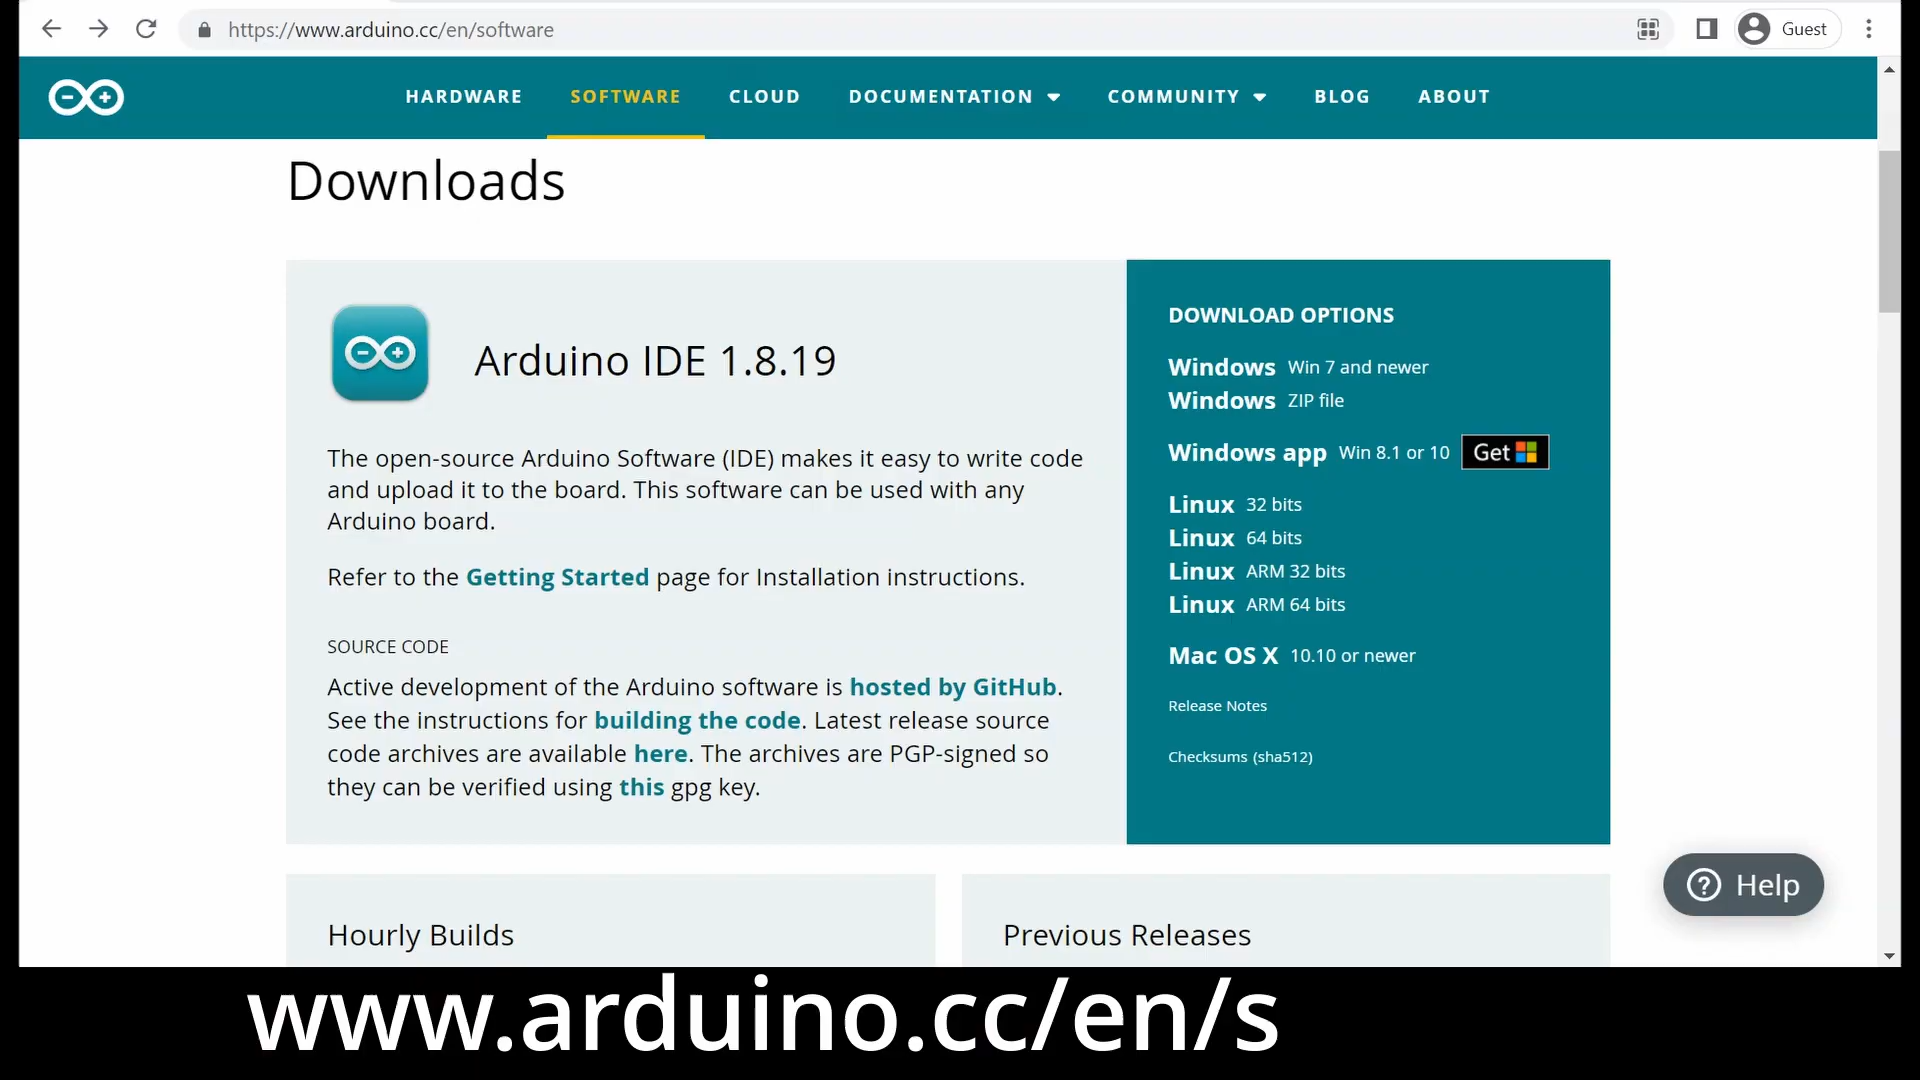 https://www.arduino.cc/en/software
Guest
HARDWARE SOFTWARE CLOUD DOCUMENTATION COMMUNITY BLOG ABOUT
Downloads
Arduino IDE 1.8.19
The open-source Arduino Software (IDE) makes it easy to write code
and upload it to the board. This software can be used with any
Arduino board.
Refer to the Getting Started page for Installation instructions.
SOURCE CODE
Active development of the Arduino software is hosted by GitHub.
See the instructions for building the code. Latest release source
code archives are available here. The archives are PGP-signed so
they can be verified using this gpg key.
DOWNLOAD OPTIONS
Windows Win 7 and newer
Windows ZIP file
Windows app Win 8.1 or 10 Get
Linux 32 bits
Linux 64 bits
Linux ARM 32 bits
Linux ARM 64 bits
Mac OS X 10.10 or newer
Release Notes
Checksums (sha512)
Help
Hourly Builds
Previous Releases
www.arduino.cc/en/s